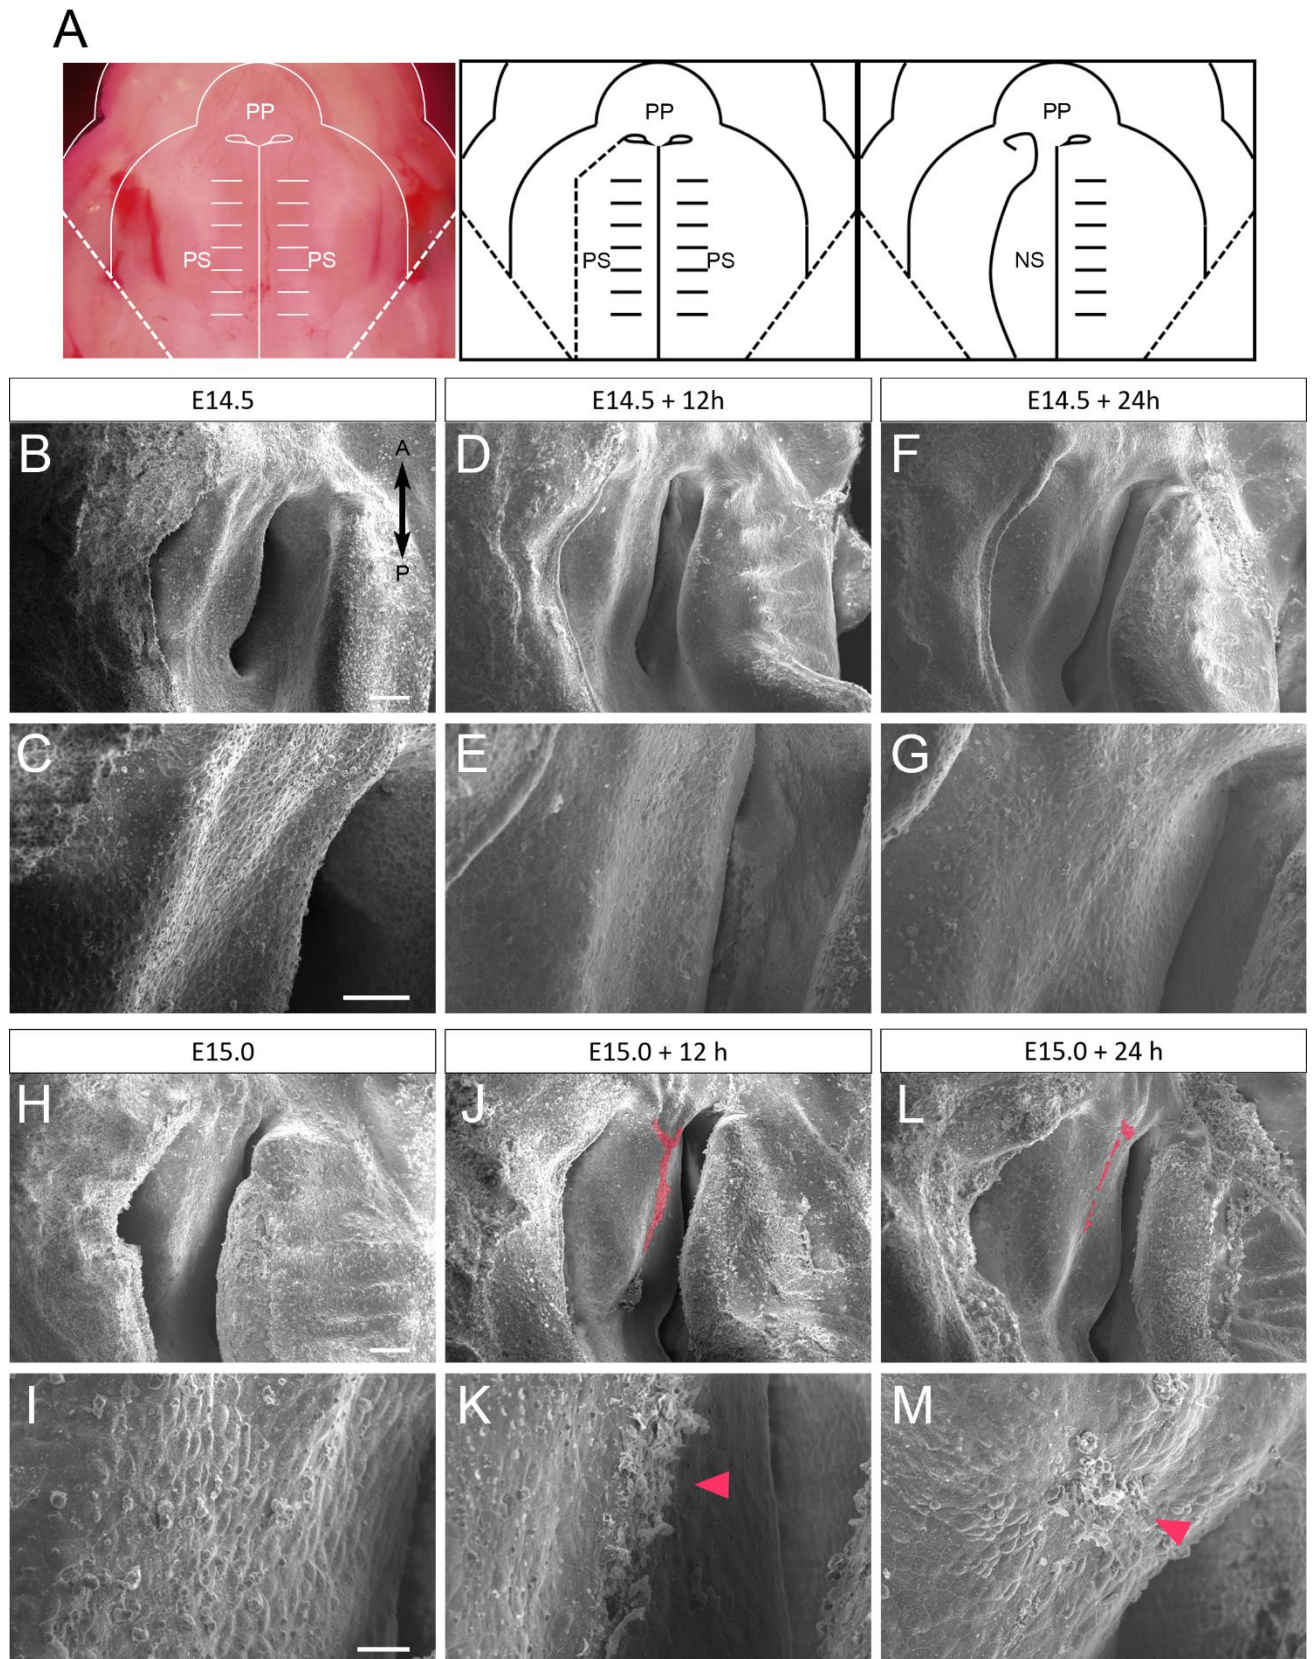 A
PP PP PP
PS PS PS PS NS
E14.5 E14.5 + 12h E14.5 + 24h
B D F
A
P
C E G
E15.0 E15.0 + 12 h E15.0 + 24 h
H J L
I K M